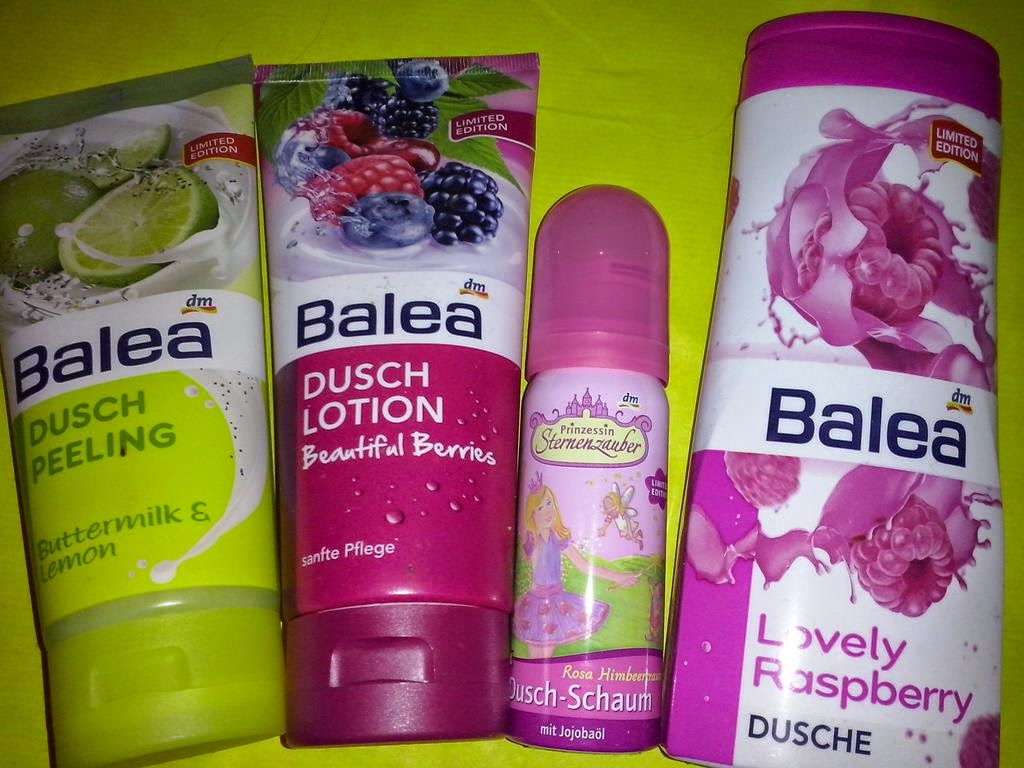 LIMITED
EDITION
dm
Balea
DUSCH
PEELING
Buttermilk &
Lemon
LIMITED
EDITION
dm
Balea
DUSCH
LOTION
Beautiful Berries
sanfte Pflege
dm
Prinzessin
Sternenzauber
Rosa
Dusch-Schaum
mit Jojobaöl
LIMITED
EDITION
dm
Balea
Lovely
Raspberry
DUSCHE